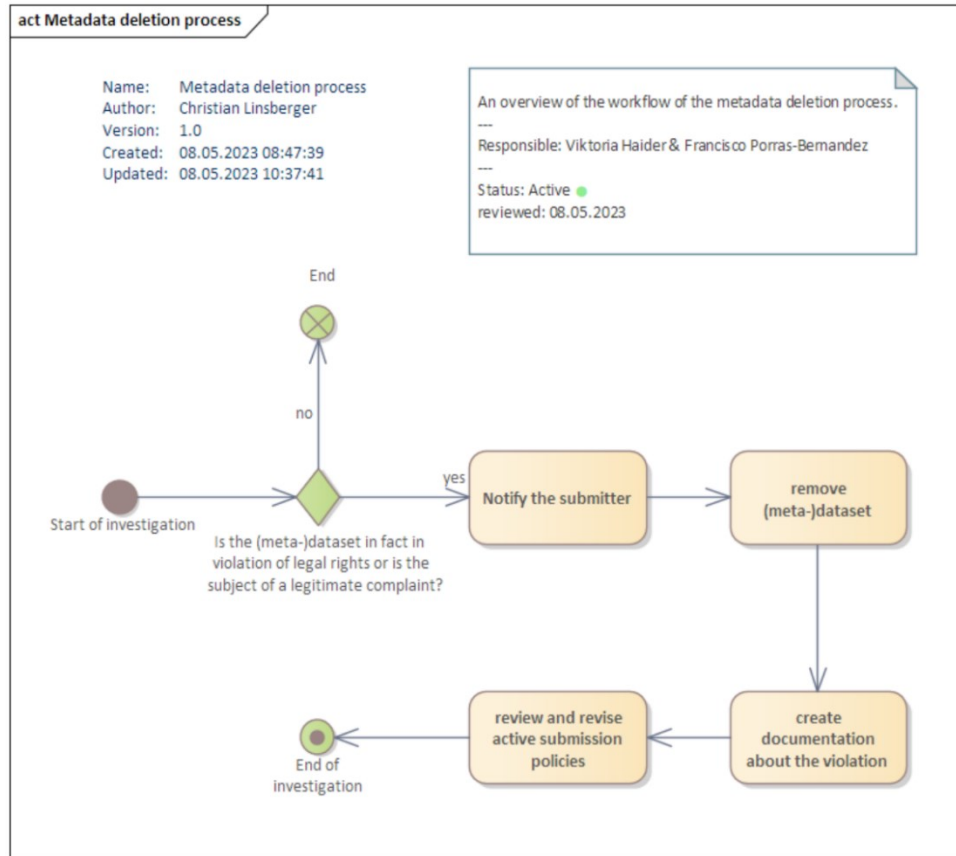 act Metadata deletion process
Name: Metadata deletion process
Author: Christian Linsberger
Version: 1.0
Created: 08.05.2023 08:47:39
Updated: 08.05.2023 10:37:41
An overview of the workflow of the metadata deletion process.
---
Responsible: Viktoria Haider & Francisco Porras-Bernandez
---
Status: Active
reviewed: 08.05.2023
End
no
Start of investigation
Is the (meta-)dataset in fact in
violation of legal rights or is the
subject of a legitimate complaint?
yes
Notify the submitter
remove
(meta-)dataset
create
documentation
about the violation
review and revise
active submission
policies
End of
investigation